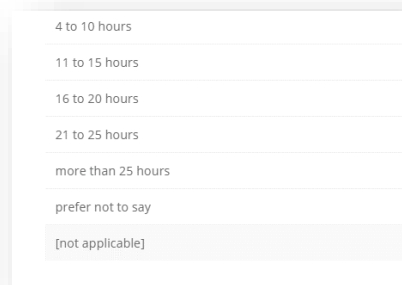 4 to 10 hours
11 to 15 hours
16 to 20 hours
21 to 25 hours
more than 25 hours
prefer not to say
[not applicable]